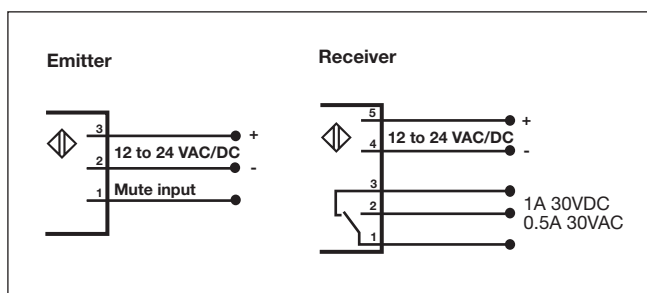 Emitter
3
+
12 to 24 VAC/DC
2
-
1
Mute input
Receiver
5
+
12 to 24 VAC/DC
4
-
3
2
1
1A 30VDC
0.5A 30VAC